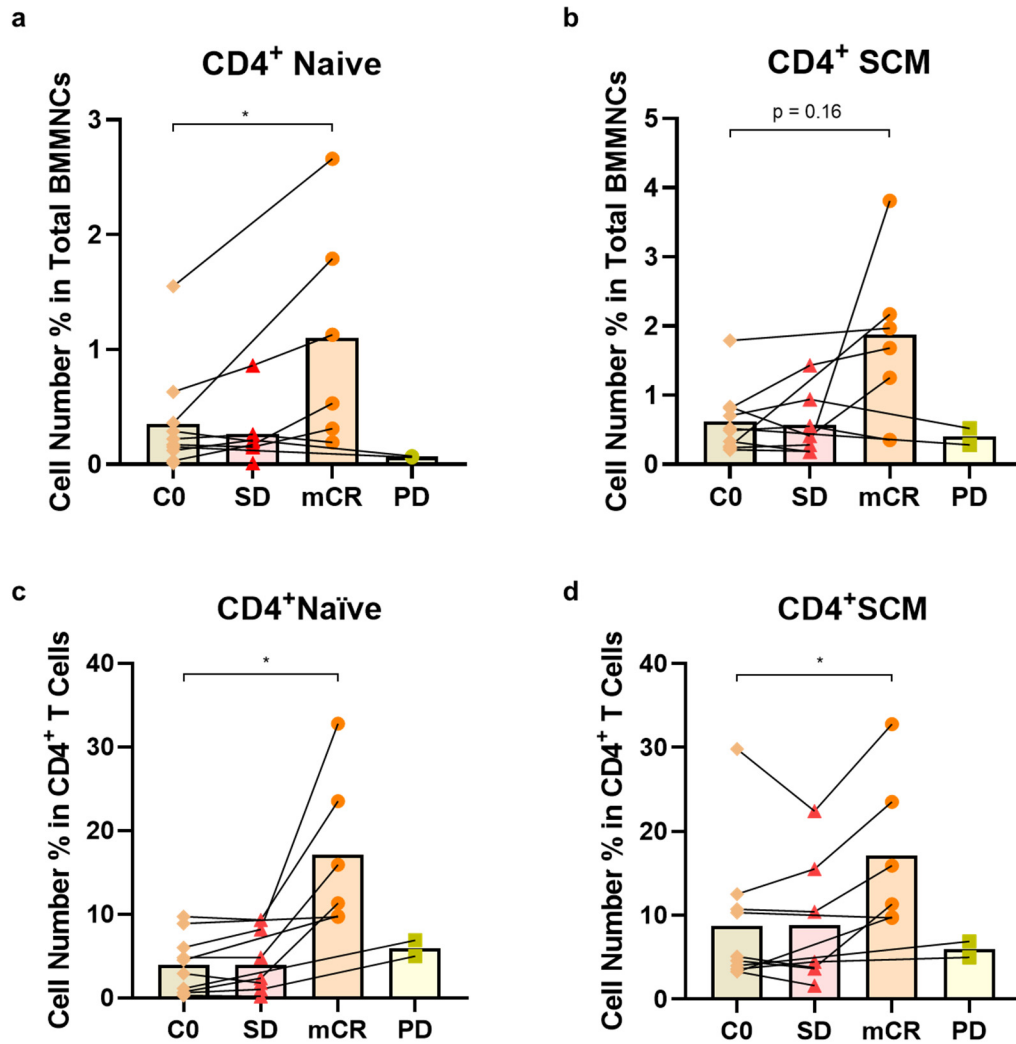 a
CD4⁺ Naive
Cell Number % in Total BMMNCs
3
2
1
0
*
C0 SD mCR PD
b
CD4⁺ SCM
Cell Number % in Total BMMNCs
5
4
3
2
1
0
p = 0.16
C0 SD mCR PD
c
CD4⁺Naïve
Cell Number % in CD4⁺ T Cells
40
30
20
10
0
*
C0 SD mCR PD
d
CD4⁺SCM
Cell Number % in CD4⁺ T Cells
40
30
20
10
0
*
C0 SD mCR PD